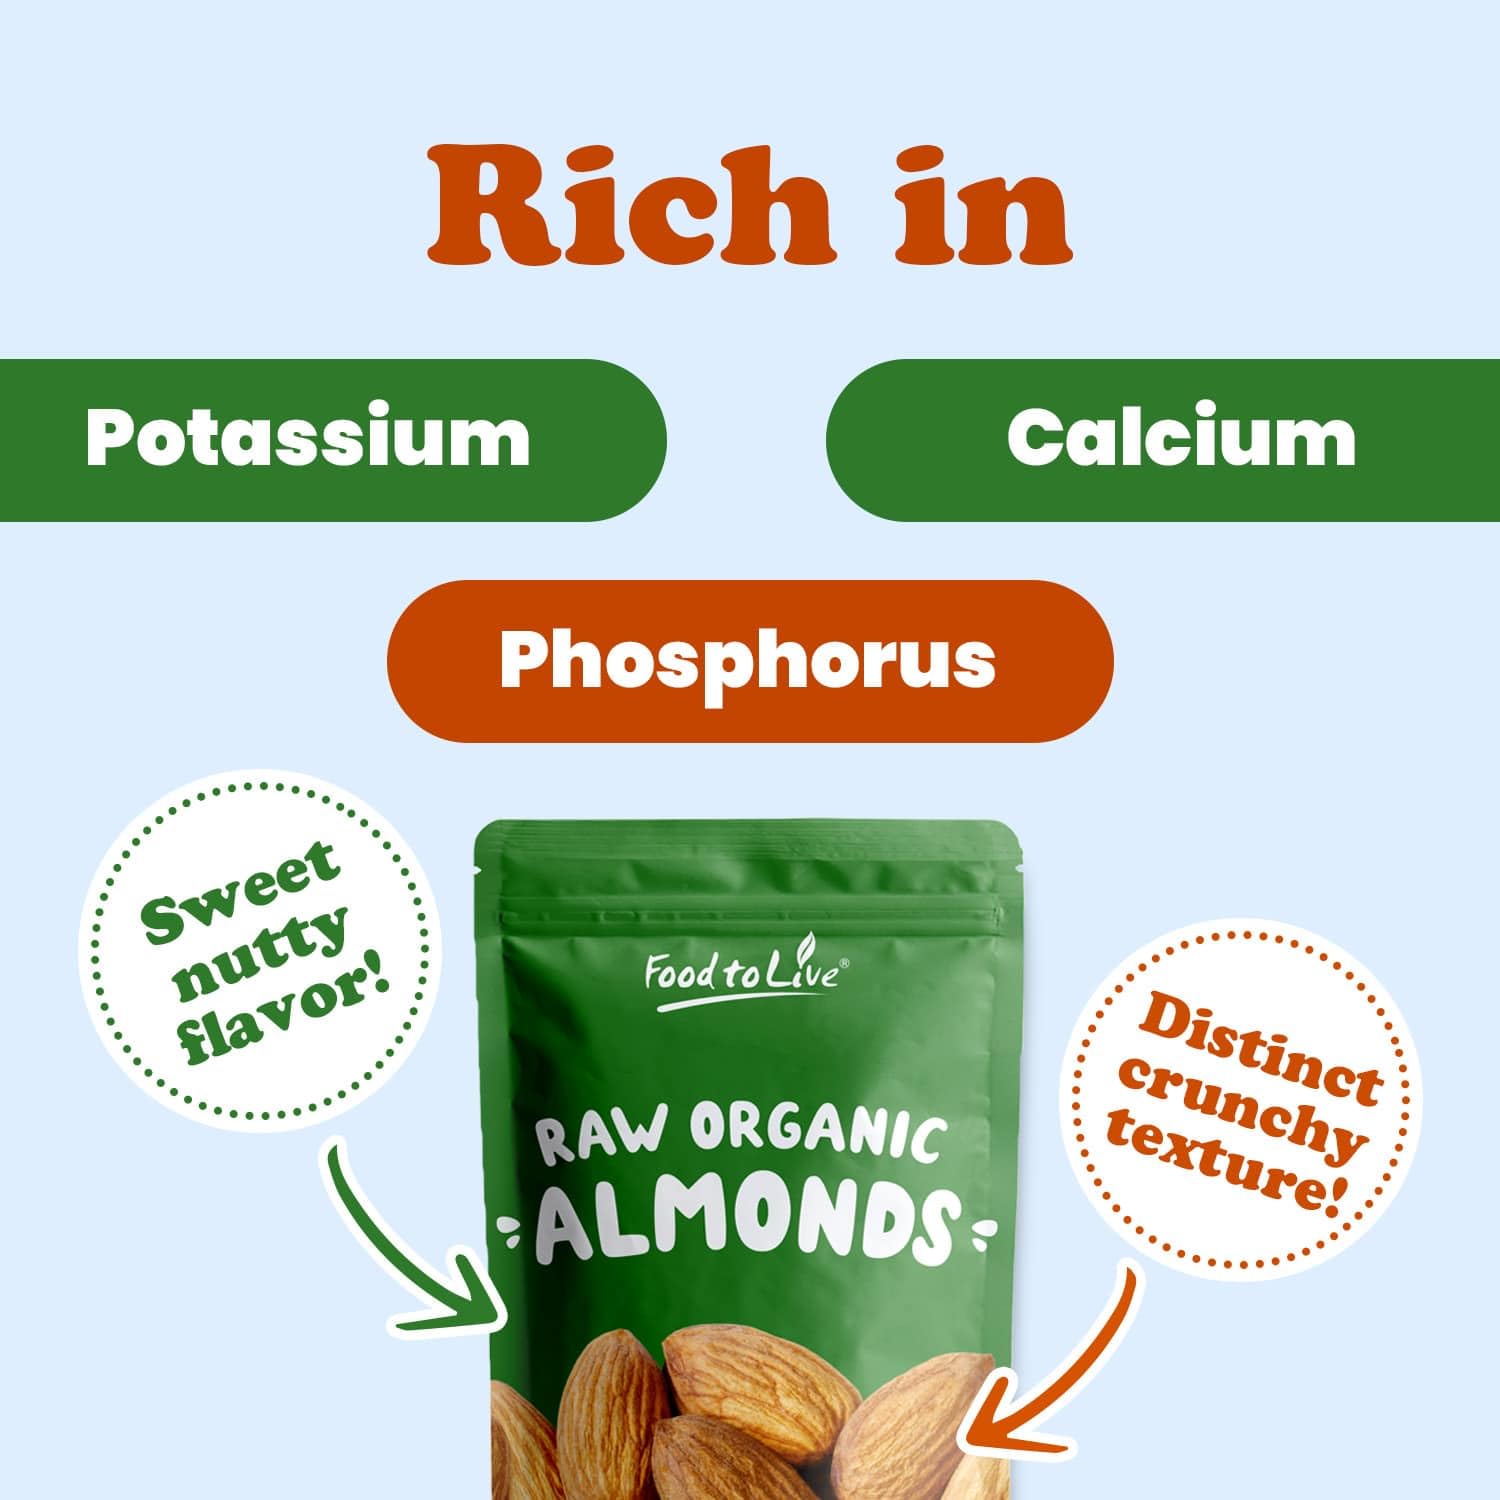 Rich in
Potassium
Calcium
Phosphorus
Sweet
nutty
flavor!
Food to Live®
RAW ORGANIC
ALMONDS
Distinct
crunchy
texture!